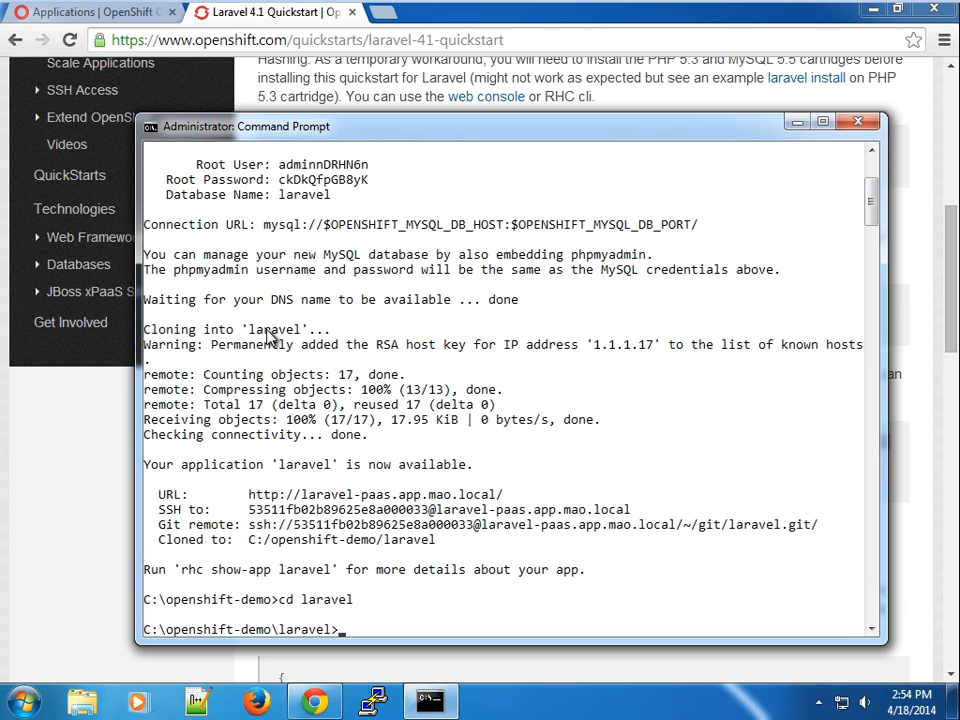 Applications | OpenShift
Laravel 4.1 Quickstart | Op
https://www.openshift.com/quickstarts/laravel-41-quickstart
Scale Applications
SSH Access
Extend OpenSh
Videos
QuickStarts
Technologies
Web Framewo
Databases
JBoss xPaaS S
Get Involved
Hashing. As a temporary workaround, you will need to install the PHP 5.3 and MySQL 5.5 cartridges before
installing this quickstart for Laravel (might not work as expected but see an example laravel install on PHP
5.3 cartridge). You can use the web console or RHC cli.
an
{
Administrator: Command Prompt
Root User: adminnDRHN6n
Root Password: ckDkQfpGB8yK
Database Name: laravel
Connection URL: mysql://$OPENSHIFT_MYSQL_DB_HOST:$OPENSHIFT_MYSQL_DB_PORT/
You can manage your new MySQL database by also embedding phpmyadmin.
The phpmyadmin username and password will be the same as the MySQL credentials above.
Waiting for your DNS name to be available ... done
Cloning into 'laravel'...
Warning: Permanently added the RSA host key for IP address '1.1.1.17' to the list of known hosts
.
remote: Counting objects: 17, done.
remote: Compressing objects: 100% (13/13), done.
remote: Total 17 (delta 0), reused 17 (delta 0)
Receiving objects: 100% (17/17), 17.95 KiB | 0 bytes/s, done.
Checking connectivity... done.
Your application 'laravel' is now available.
URL: http://laravel-paas.app.mao.local/
SSH to: 53511fb02b89625e8a000033@laravel-paas.app.mao.local
Git remote: ssh://53511fb02b89625e8a000033@laravel-paas.app.mao.local/~/git/laravel.git/
Cloned to: C:/openshift-demo/laravel
Run 'rhc show-app laravel' for more details about your app.
C:\openshift-demo>cd laravel
C:\openshift-demo\laravel>
2:54 PM
4/18/2014